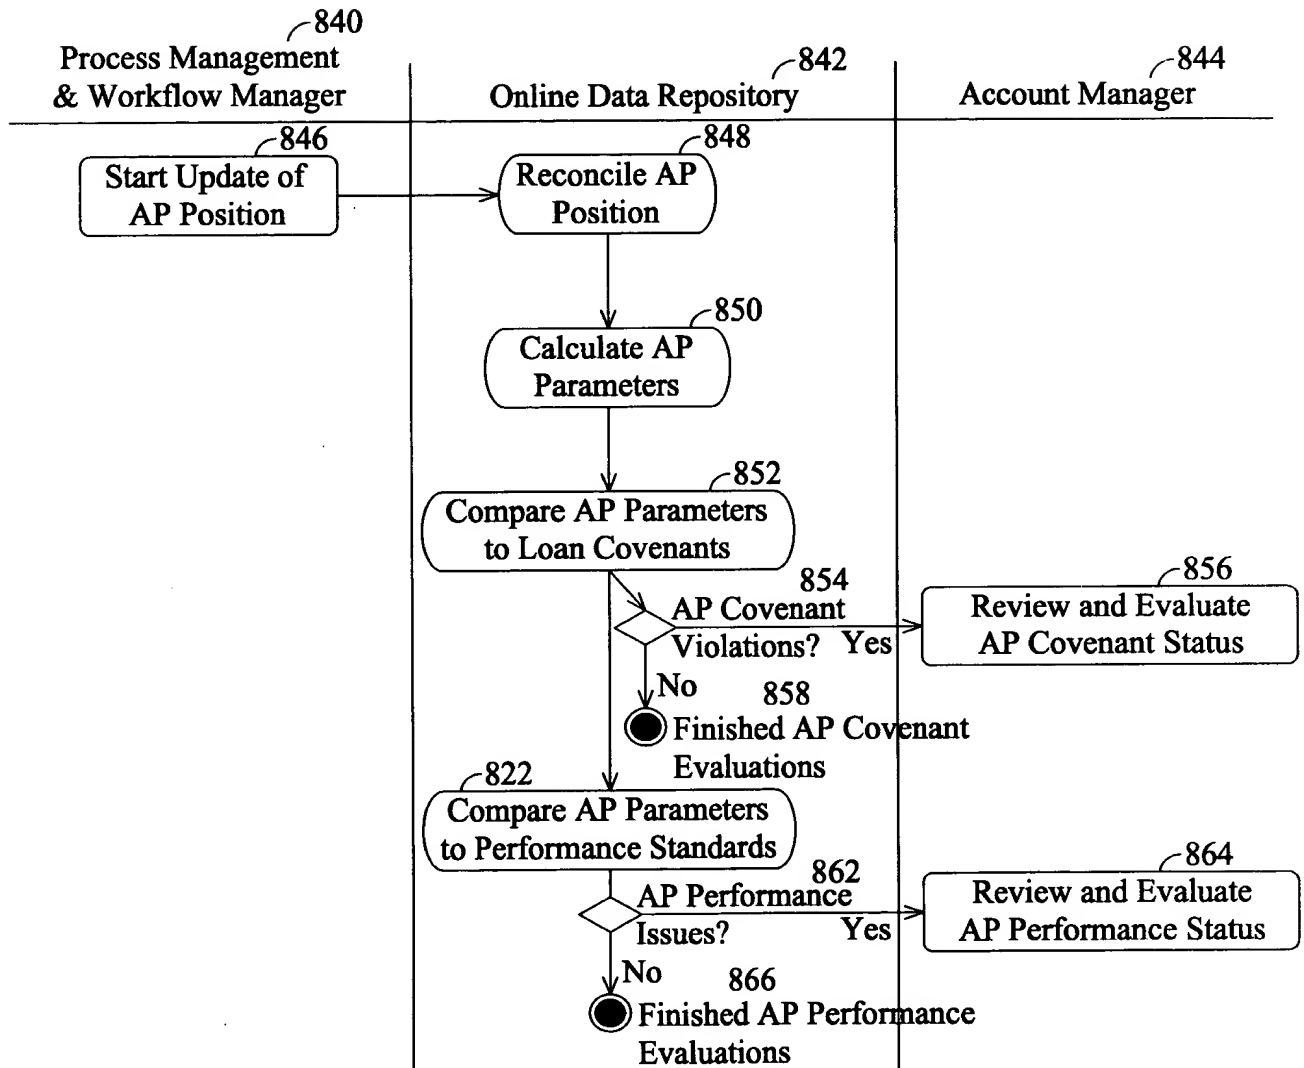 840
Process Management
& Workflow Manager
842
Online Data Repository
844
Account Manager
846
Start Update of
AP Position
848
Reconcile AP
Position
850
Calculate AP
Parameters
852
Compare AP Parameters
to Loan Covenants
854
AP Covenant
Violations? Yes
856
Review and Evaluate
AP Covenant Status
No
858
Finished AP Covenant
Evaluations
822
Compare AP Parameters
to Performance Standards
862
AP Performance
Issues? Yes
864
Review and Evaluate
AP Performance Status
No
866
Finished AP Performance
Evaluations